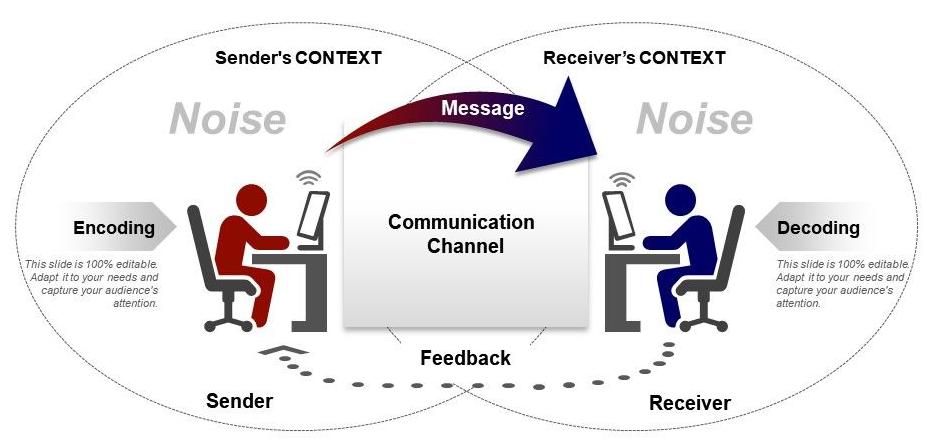 Sender's CONTEXT
Receiver’s CONTEXT
Noise
Message
Noise
Encoding
This slide is 100% editable.
Adapt it to your needs and
capture your audience's
attention.
Communication
Channel
Decoding
This slide is 100% editable.
Adapt it to your needs and
capture your audience's
attention.
Feedback
Sender
Receiver